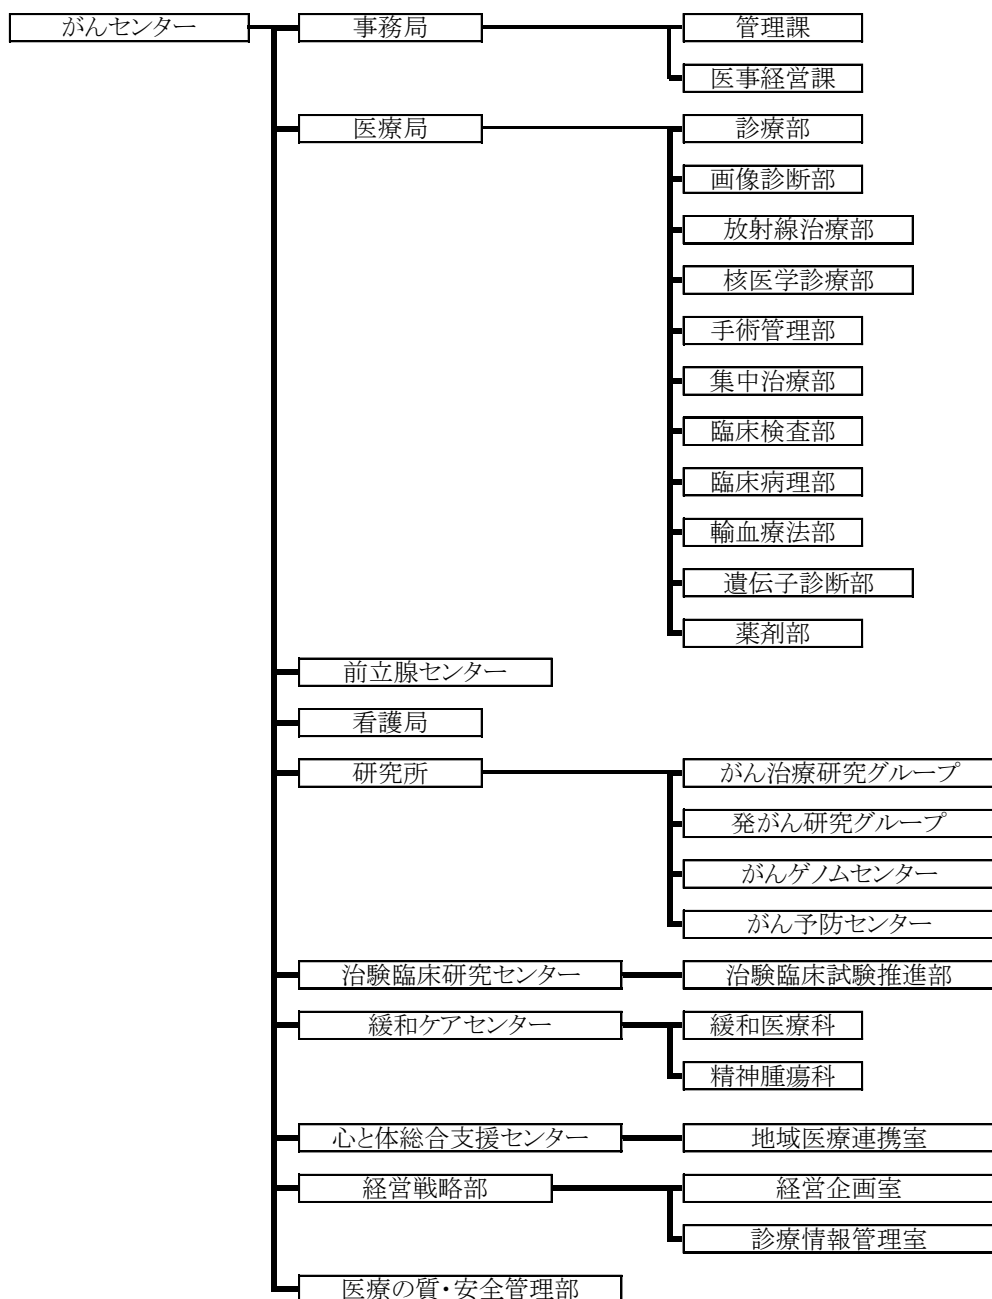 がんセンター
事務局
管理課
医事経営課
医療局
診療部
画像診断部
放射線治療部
核医学診療部
手術管理部
集中治療部
臨床検査部
臨床病理部
輸血療法部
遺伝子診断部
薬剤部
前立腺センター
看護局
研究所
がん治療研究グループ
発がん研究グループ
がんゲノムセンター
がん予防センター
治験臨床研究センター
治験臨床試験推進部
緩和ケアセンター
緩和医療科
精神腫瘍科
心と体総合支援センター
地域医療連携室
経営戦略部
経営企画室
診療情報管理室
医療の質・安全管理部